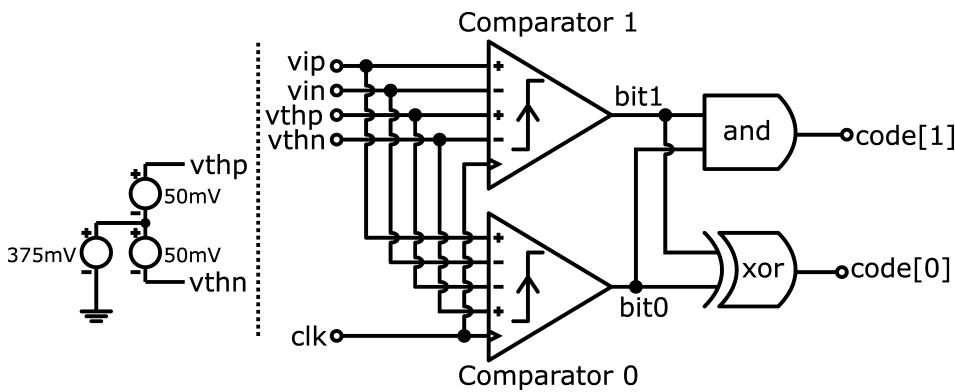 Comparator 1
vip
vin
vthp
vthn
+
-
+
-
bit1
and
code[1]
vthp
+
-
50mV
375mV
+
-
+
-
50mV
vthn
+
-
-
+
bit0
xor
code[0]
clk
Comparator 0